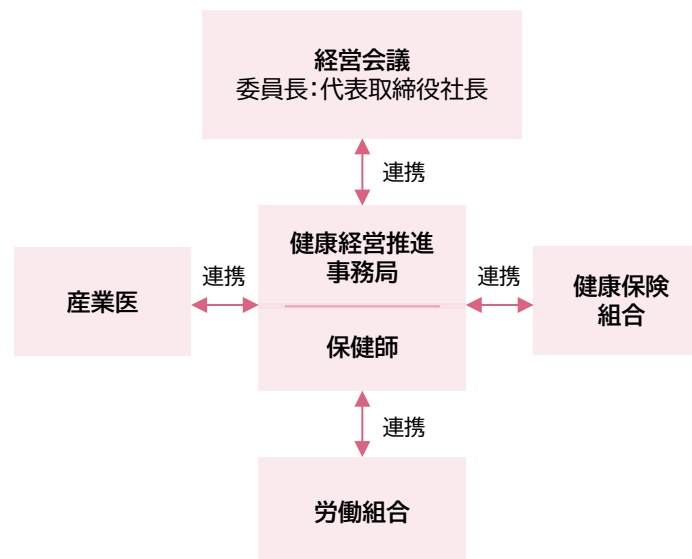 経営会議
委員長：代表取締役社長
連携
健康経営推進
事務局
連携
連携
産業医
健康保険
組合
保健師
連携
労働組合